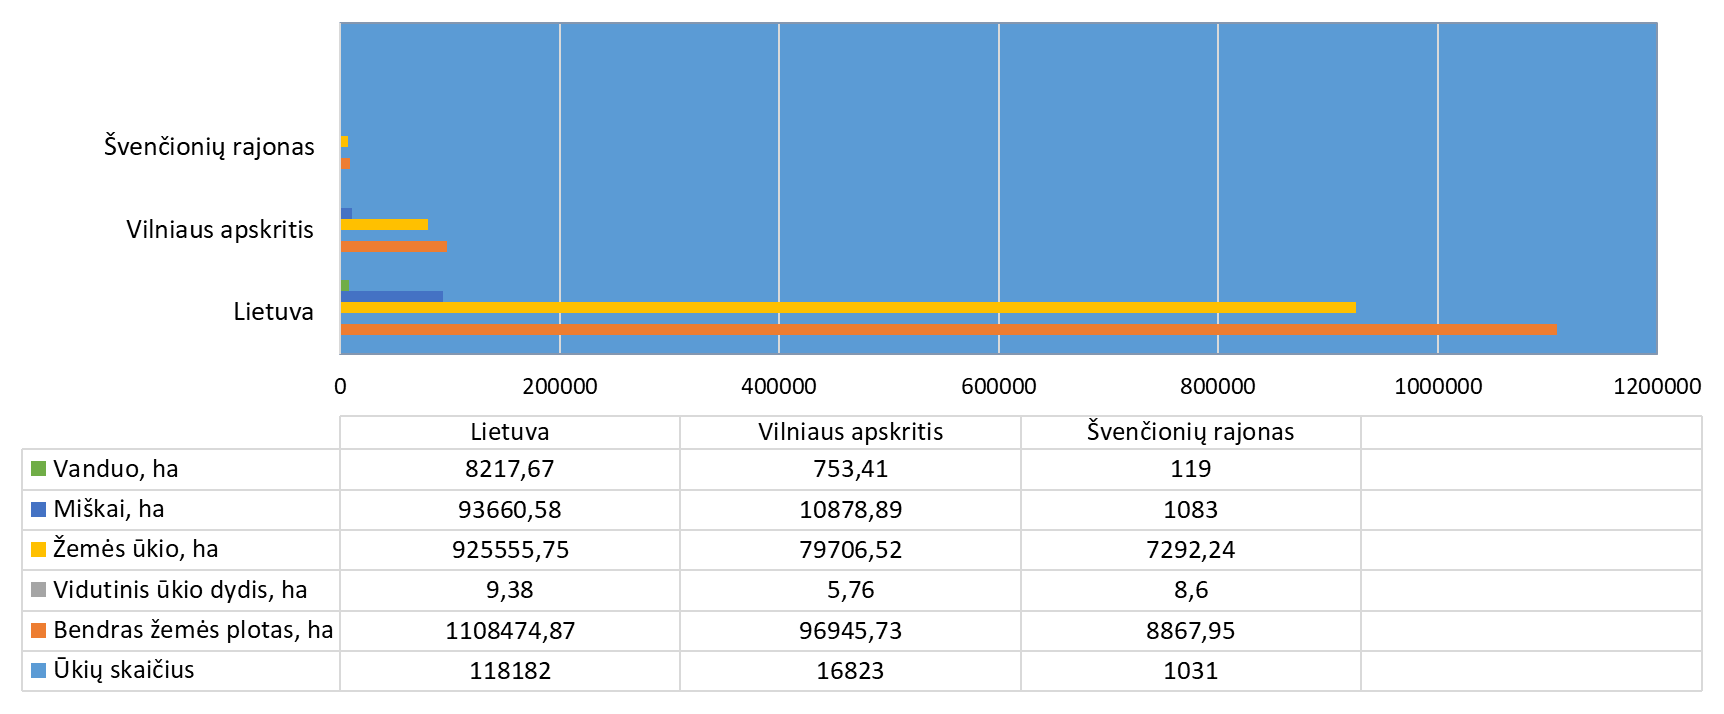 Švenčionių rajonas
Vilniaus apskritis
Lietuva
0 200000 400000 600000 800000 1000000 1200000
Lietuva Vilniaus apskritis Švenčionių rajonas
Vanduo, ha 8217,67 753,41 119
Miškai, ha 93660,58 10878,89 1083
Žemės ūkio, ha 925555,75 79706,52 7292,24
Vidutinis ūkio dydis, ha 9,38 5,76 8,6
Bendras žemės plotas, ha 1108474,87 96945,73 8867,95
Ūkių skaičius 118182 16823 1031